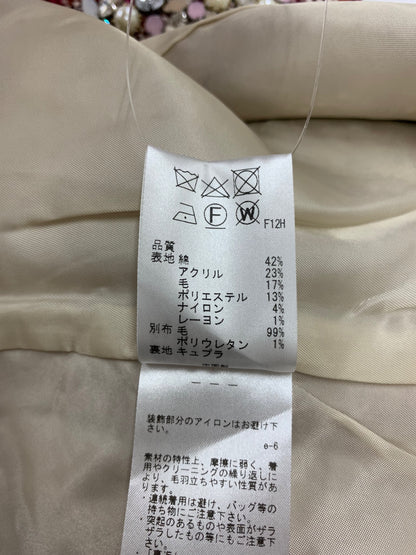 F
W
F12H
品質
表地 綿 42%
アクリル 23%
毛 17%
ポリエステル 13%
ナイロン 4%
レーヨン 1%
別布 毛 99%
ポリウレタン 1%
裏地 キュプラ
装飾部分のアイロンはお避け下
さい。
e-6
素材の特性上、摩擦に弱く、着
用やクリーニングの繰り返しに
より、毛羽立ちやすい性質があ
ります。
・連続着用は避け、バッグ等の
持ち物にご注意下さい。
・突起のあるものや表面がザラ
ザラしたもの等にもご注意下さ